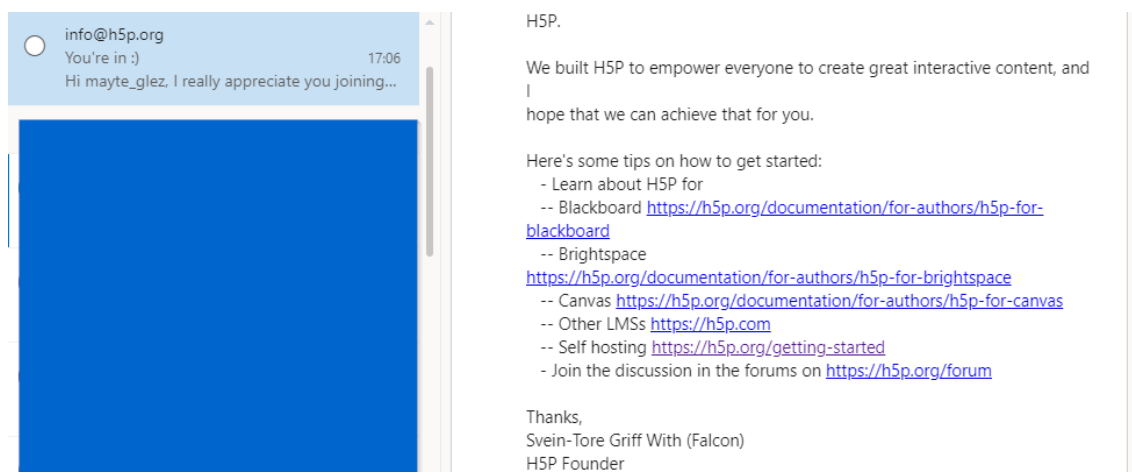 info@h5p.org
You're in :) 17:06
Hi mayte_glez, I really appreciate you joining...
H5P.
We built H5P to empower everyone to create great interactive content, and
I
hope that we can achieve that for you.
Here's some tips on how to get started:
- Learn about H5P for
-- Blackboard https://h5p.org/documentation/for-authors/h5p-for-
blackboard
-- Brightspace
https://h5p.org/documentation/for-authors/h5p-for-brightspace
-- Canvas https://h5p.org/documentation/for-authors/h5p-for-canvas
-- Other LMSs https://h5p.com
-- Self hosting https://h5p.org/getting-started
- Join the discussion in the forums on https://h5p.org/forum
Thanks,
Svein-Tore Griff With (Falcon)
H5P Founder